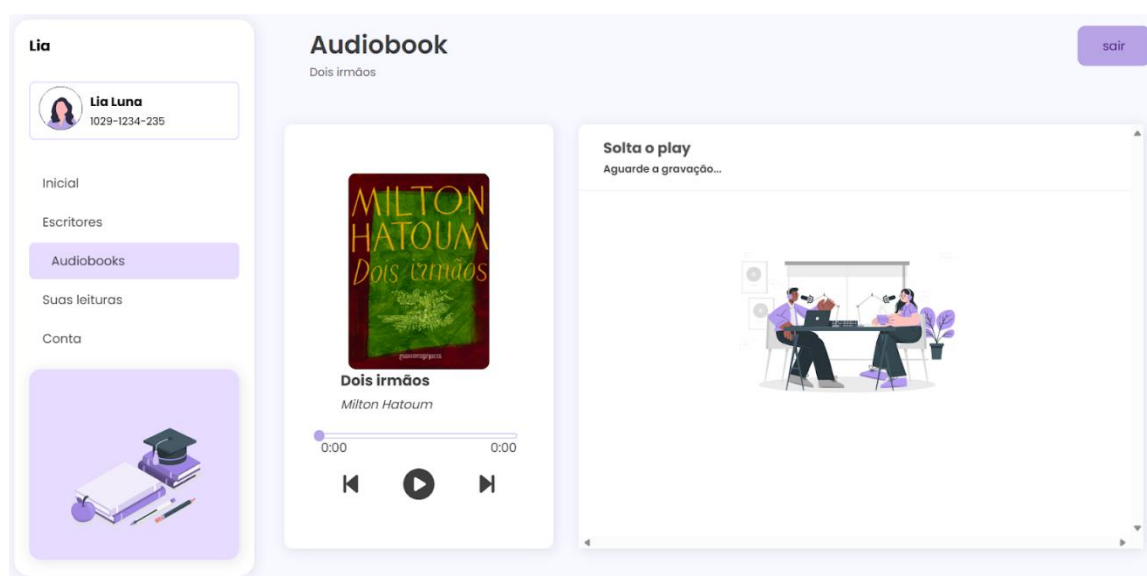 Lia
Lia Luna
1029-1234-235
Inicial
Escritores
Audiobooks
Suas leituras
Conta
Audiobook
Dois irmãos
sair
MILTON
HATOUM
Dois irmãos
Dois irmãos
Milton Hatoum
0:00 0:00
Solta o play
Aguarde a gravação...